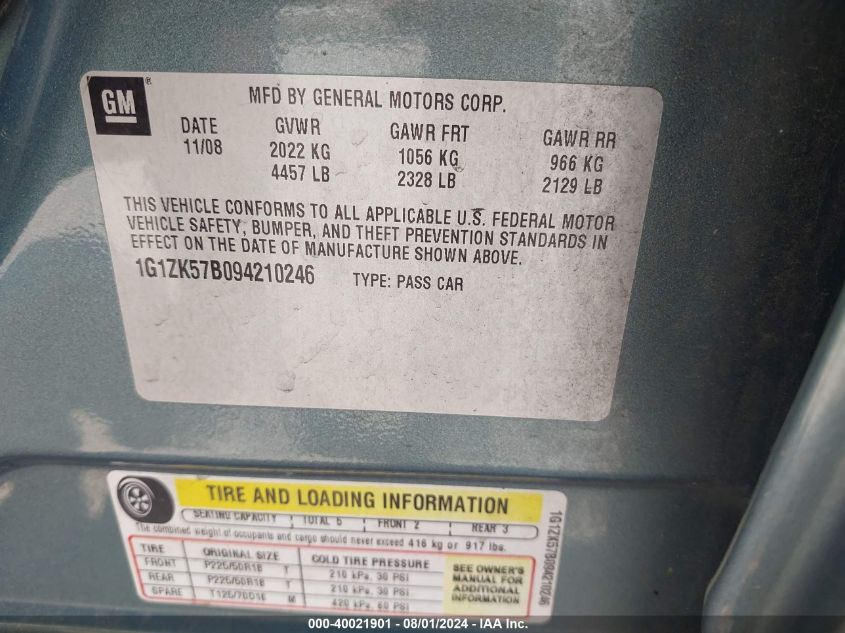 GM®
MFD BY GENERAL MOTORS CORP.
DATE GVWR GAWR FRT GAWR RR
11/08 2022 KG 1056 KG 966 KG
4457 LB 2328 LB 2129 LB
THIS VEHICLE CONFORMS TO ALL APPLICABLE U.S. FEDERAL MOTOR
VEHICLE SAFETY, BUMPER, AND THEFT PREVENTION STANDARDS IN
EFFECT ON THE DATE OF MANUFACTURE SHOWN ABOVE.
1G1ZK57B094210246 TYPE: PASS CAR
TIRE AND LOADING INFORMATION
SEATING CAPACITY TOTAL 5 FRONT 2 REAR 3
The combined weight of occupants and cargo should never exceed 416 kg or 917 lbs.
TIRE ORIGINAL SIZE COLD TIRE PRESSURE
FRONT P225/50R18 T 210 kPa, 30 PSI
REAR P225/50R18 T 210 kPa, 30 PSI
SPARE T125/70D16 M 420 kPa, 60 PSI
SEE OWNER'S
MANUAL FOR
ADDITIONAL
INFORMATION
1G1ZK57B094210246
000-40021901 - 08/01/2024 - IAA Inc.